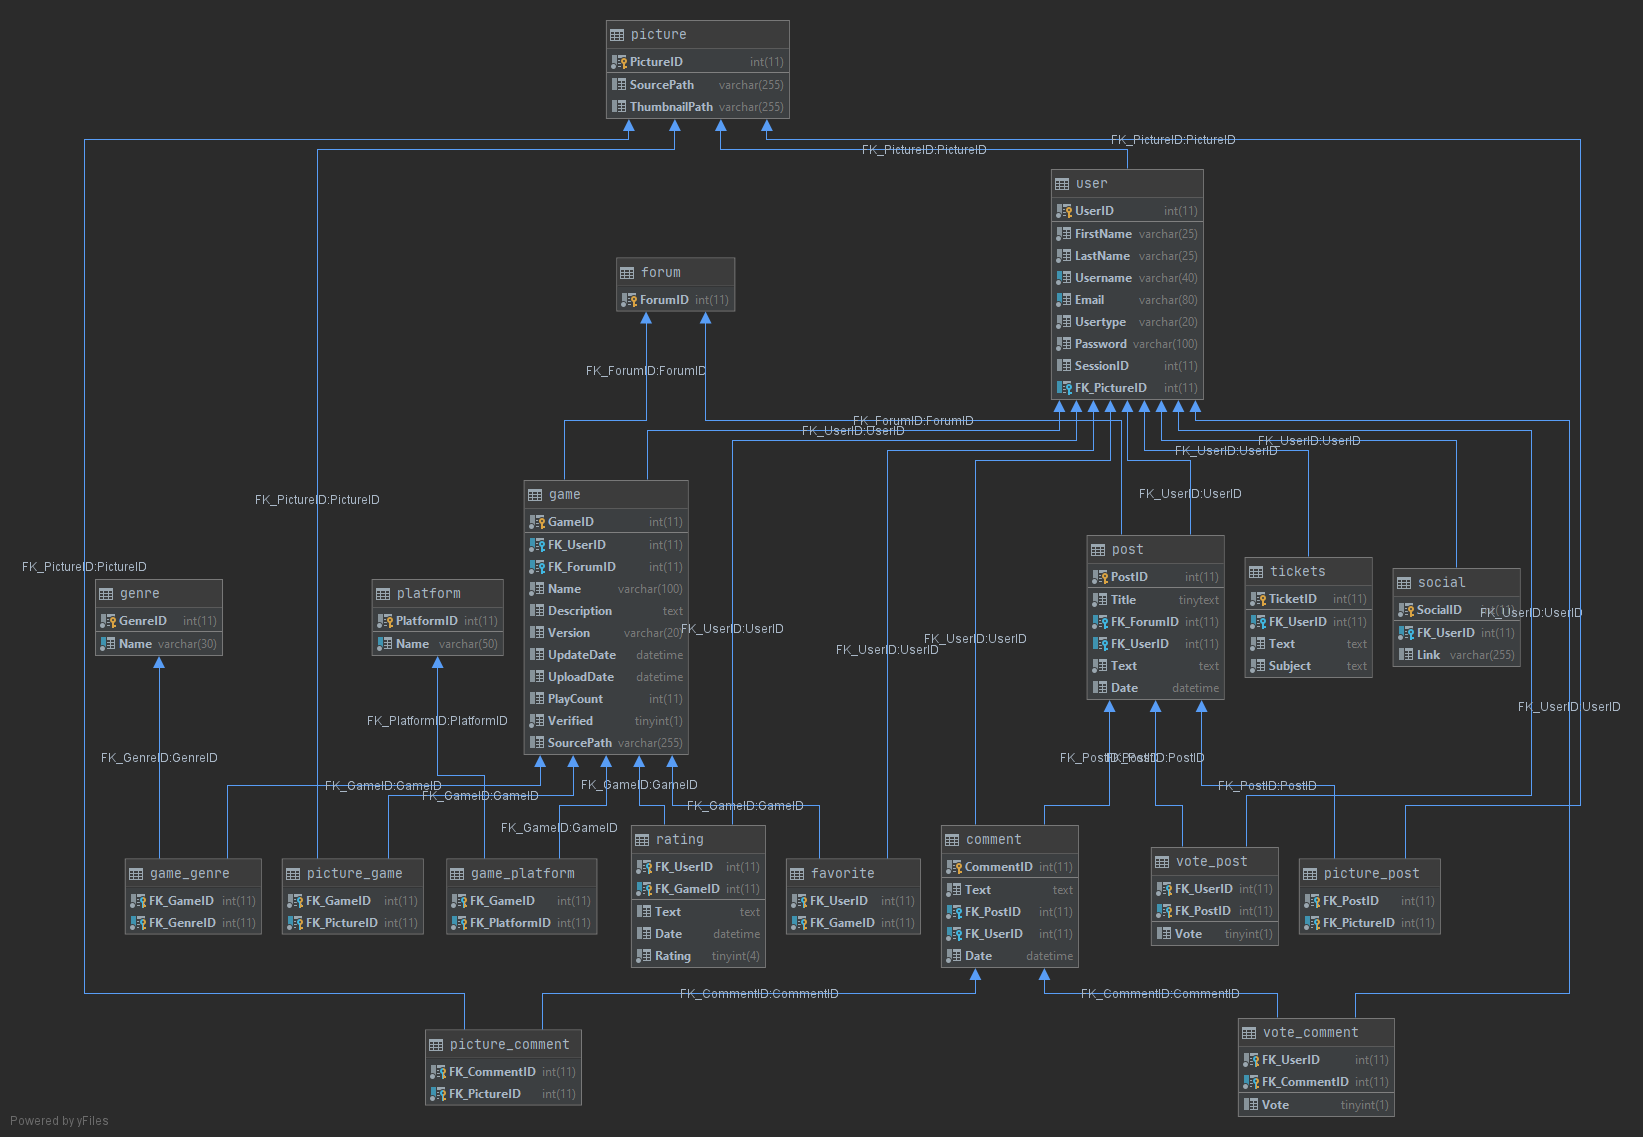 picture
PictureID int(11)
SourcePath varchar(255)
ThumbnailPath varchar(255)
FK_PictureID:PictureID
FK_PictureID:PictureID
user
UserID int(11)
FirstName varchar(25)
LastName varchar(25)
Username varchar(40)
Email varchar(80)
Usertype varchar(20)
Password varchar(100)
SessionID int(11)
FK_PictureID int(11)
forum
ForumID int(11)
FK_ForumID:ForumID
FK_ForumID:ForumID
FK_UserID:UserID
FK_UserID:UserID
FK_UserID:UserID
FK_UserID:UserID
FK_PictureID:PictureID
FK_PictureID:PictureID
game
GameID int(11)
FK_UserID int(11)
FK_ForumID int(11)
Name varchar(100)
Description text
Version varchar(20)
UpdateDate datetime
UploadDate datetime
PlayCount int(11)
Verified tinyint(1)
SourcePath varchar(255)
post
PostID int(11)
Title tinytext
FK_ForumID int(11)
FK_UserID int(11)
Text text
Date datetime
tickets
TicketID int(11)
FK_UserID int(11)
Text text
Subject text
social
SocialID int(11)
FK_UserID int(11)
Link varchar(255)
FK_UserID:UserID
genre
GenreID int(11)
Name varchar(30)
platform
PlatformID int(11)
Name varchar(50)
FK_UserID:UserID
FK_UserID:UserID
FK_UserID:UserID
FK_UserID:UserID
FK_PlatformID:PlatformID
FK_GenreID:GenreID
FK_PostID:PostID
FK_PostID:PostID
FK_PostID:PostID
FK_GameID:GameID
FK_GameID:GameID
FK_GameID:GameID
FK_GameID:GameID
FK_GameID:GameID
game_genre
FK_GameID int(11)
FK_GenreID int(11)
picture_game
FK_GameID int(11)
FK_PictureID int(11)
game_platform
FK_GameID int(11)
FK_PlatformID int(11)
rating
FK_UserID int(11)
FK_GameID int(11)
Text text
Date datetime
Rating tinyint(4)
favorite
FK_UserID int(11)
FK_GameID int(11)
comment
CommentID int(11)
Text text
FK_PostID int(11)
FK_UserID int(11)
Date datetime
vote_post
FK_UserID int(11)
FK_PostID int(11)
Vote tinyint(1)
picture_post
FK_PostID int(11)
FK_PictureID int(11)
FK_CommentID:CommentID
FK_CommentID:CommentID
picture_comment
FK_CommentID int(11)
FK_PictureID int(11)
vote_comment
FK_UserID int(11)
FK_CommentID int(11)
Vote tinyint(1)
Powered by yFiles